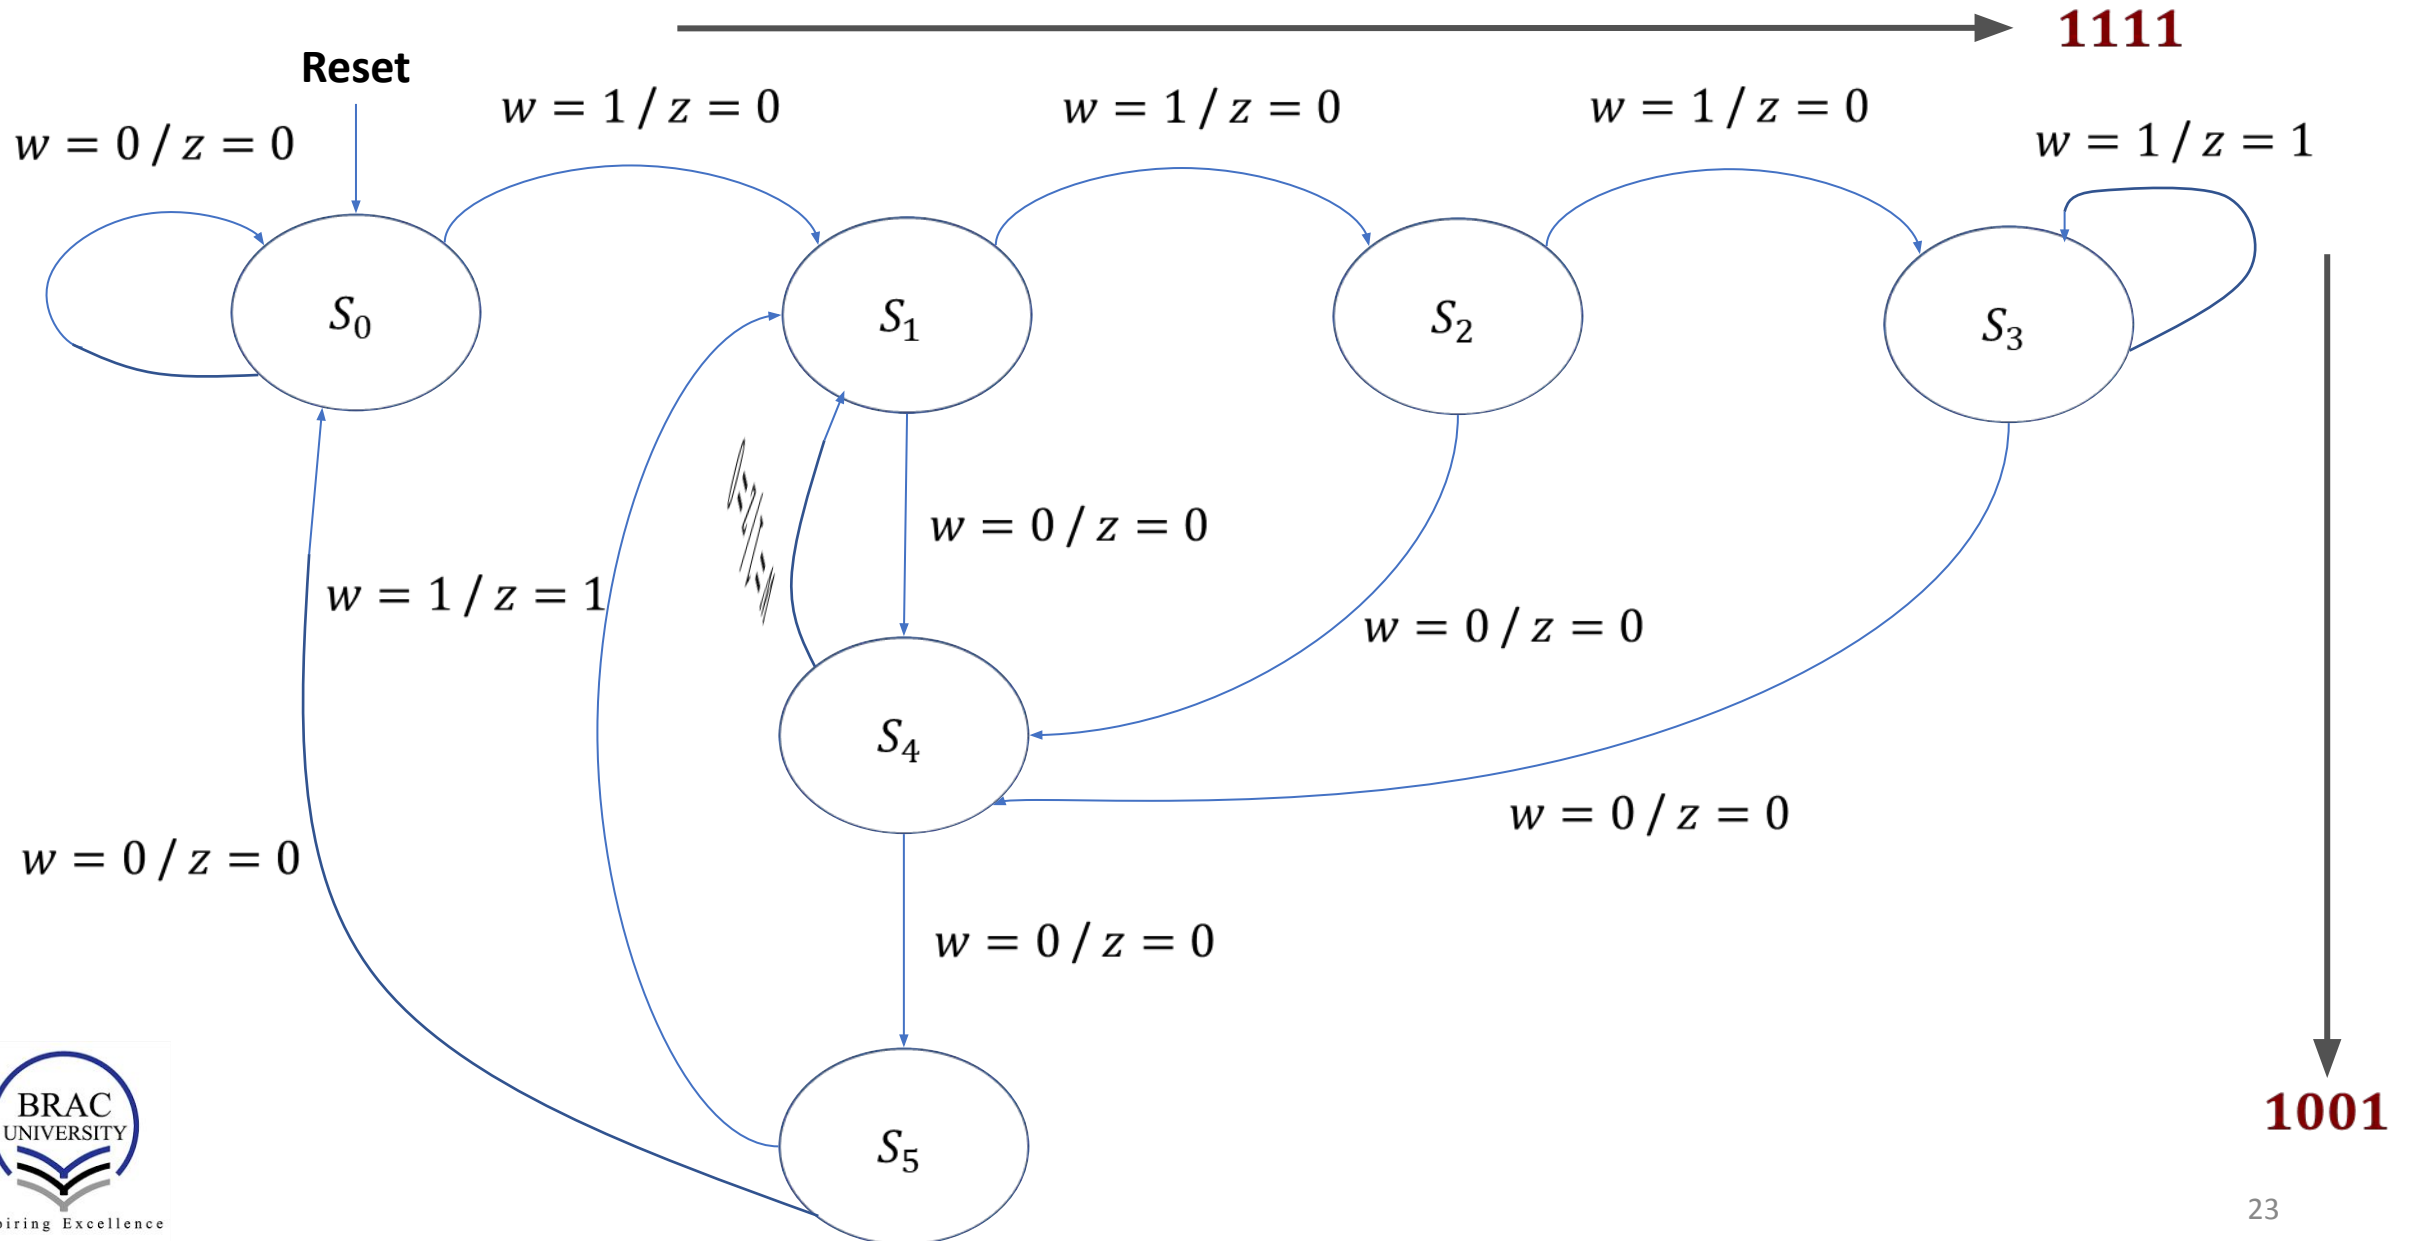 1111
Reset
w = 1 / z = 0
w = 1 / z = 0
w = 1 / z = 0
w = 0 / z = 0
w = 1 / z = 1
S₀
S₁
S₂
S₃
w = 0 / z = 0
w = 1 / z = 1
w = 0 / z = 0
S₄
w = 0 / z = 0
w = 0 / z = 0
w = 0 / z = 0
S₅
1001
BRAC
UNIVERSITY
piring Excellence
23